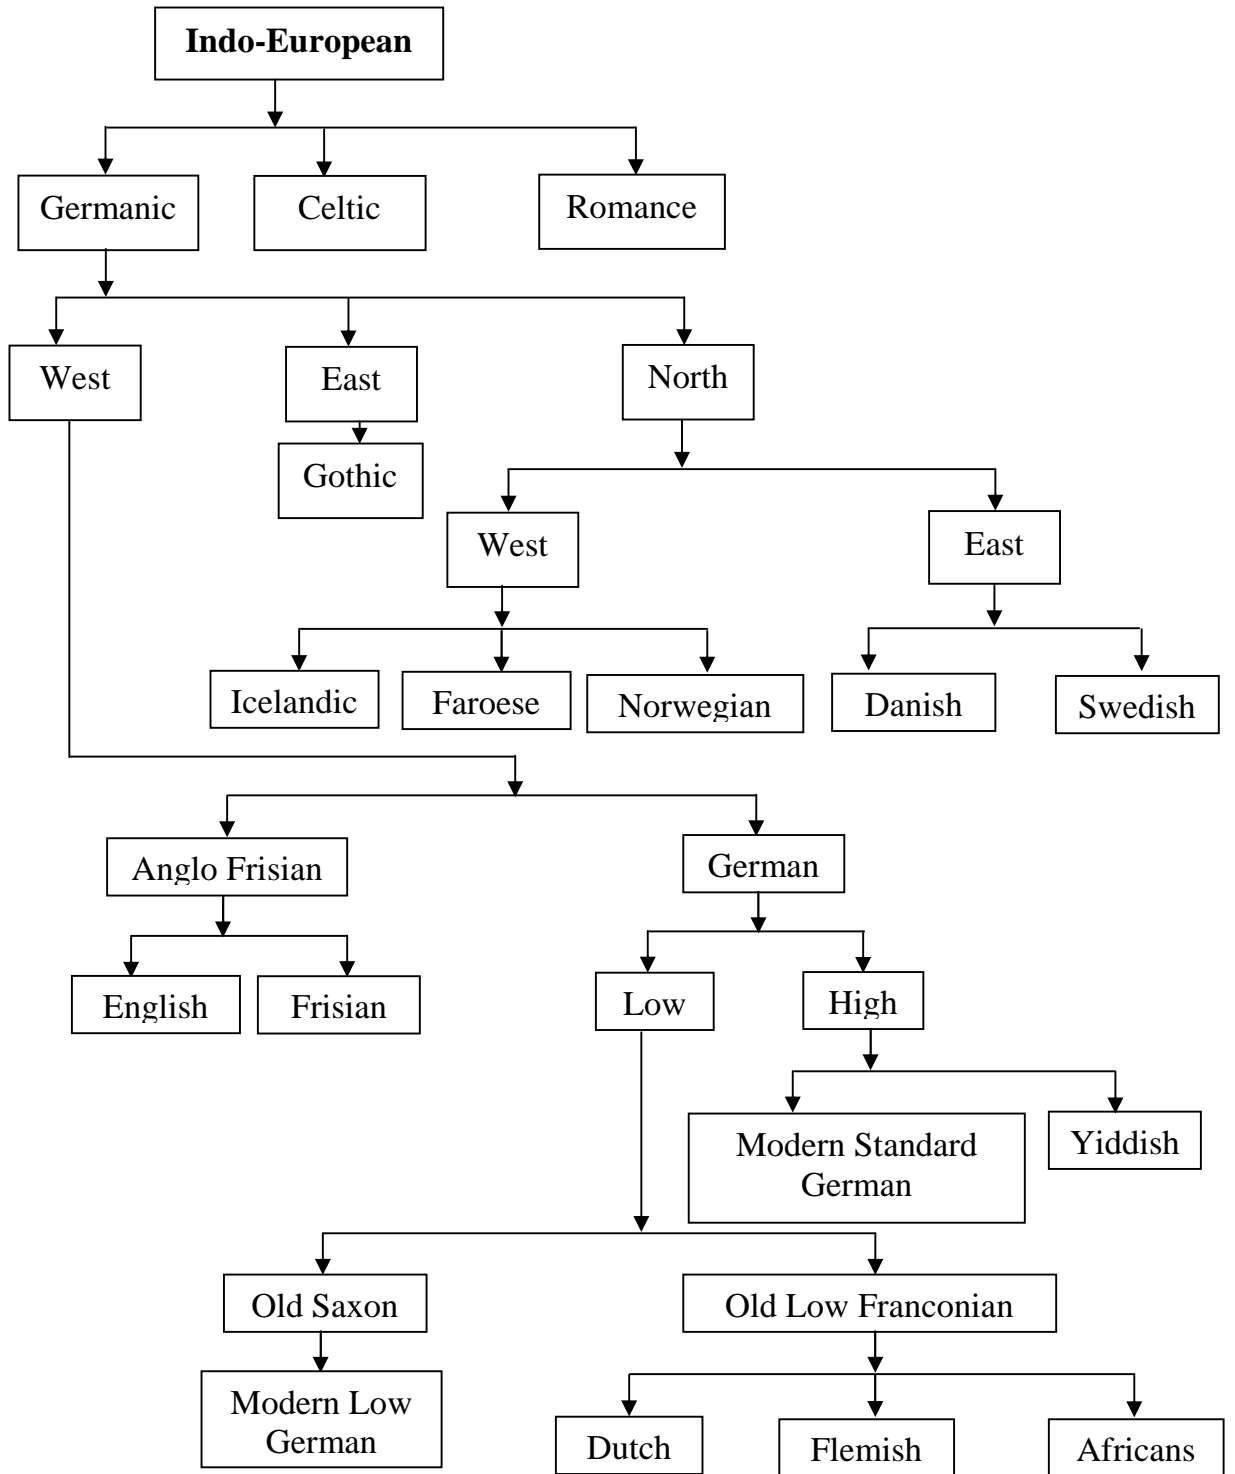 Indo-European
Germanic
Celtic
Romance
West
East
North
Gothic
West
East
Icelandic
Faroese
Norwegian
Danish
Swedish
Anglo Frisian
German
English
Frisian
Low
High
Modern Standard
German
Yiddish
Old Saxon
Old Low Franconian
Modern Low
German
Dutch
Flemish
Africans